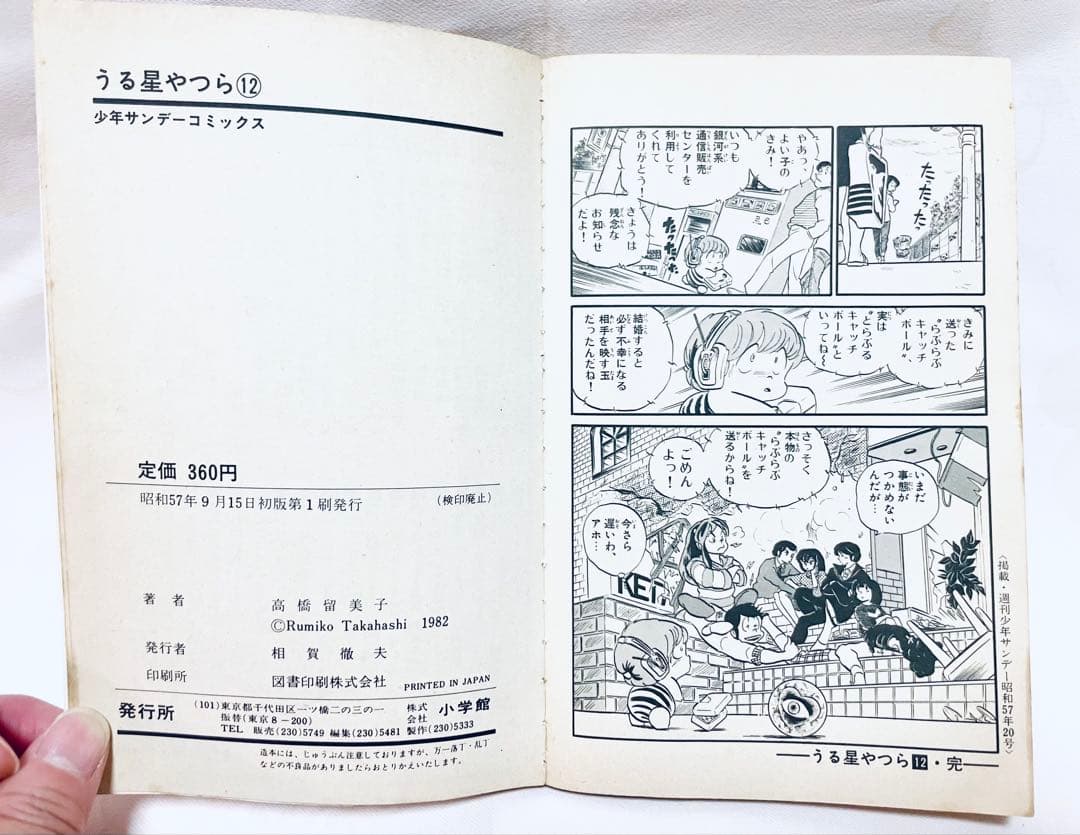 うる星やつら⑫
少年サンデーコミックス
定価 360円
昭和57年9月15日初版第1刷発行
(検印廃止)
著者 高橋留美子
©Rumiko Takahashi 1982
発行者 相賀徹夫
印刷所 図書印刷株式会社 PRINTED IN JAPAN
発行所 (101)東京都千代田区一ツ橋二の三の一 株式会社 小学館
振替(東京8-200)
TEL 販売(230)5749 編集(230)5481 製作(230)5333
造本には、じゅうぶん注意しておりますが、万一落丁・乱丁
などの不良品がありましたらおとりかえいたします。
たったったっ
やあっ、
よい子の
きみ!
いつも
銀河系
通信販売
センターを
利用して
くれて
ありがとう!
きょうは
残念な
お知らせ
だよ!
たったったっ
きみに
送った
"らぶらぶ
キャッチ
ボール"、
実は
"どらぶる
キャッチ
ボール"と
いってね〜
結婚すると
必ず不幸になる
相手を映す玉
だったんだね!
さっそく
本物の
"らぶらぶ
キャッチ
ボール"を
送るからね!
ごめん
よっ!
いまだ
事態が
つかめない
んだが…
今さら
遅いわ、
アホ…
KEN
〈掲載・週刊少年サンデー昭和57年20号〉
うる星やつら12・完